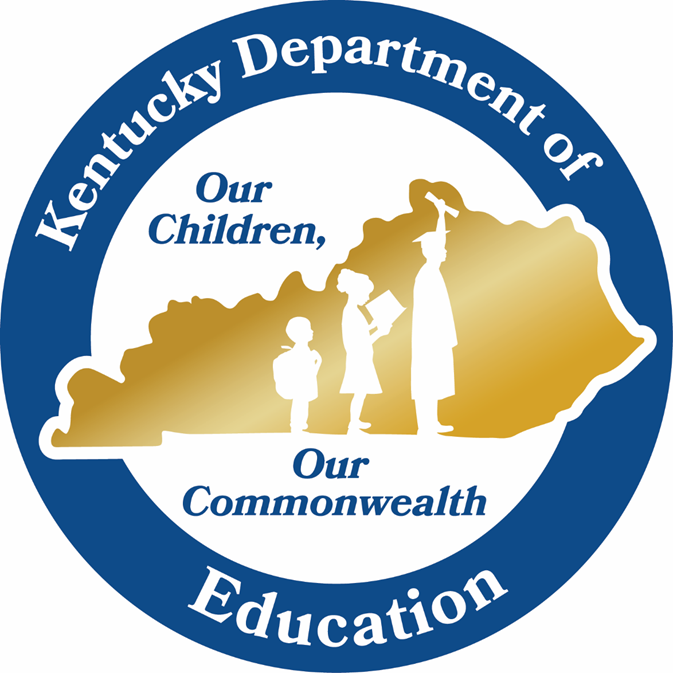 Kentucky Department of
Our
Children,
Our
Commonwealth
Education